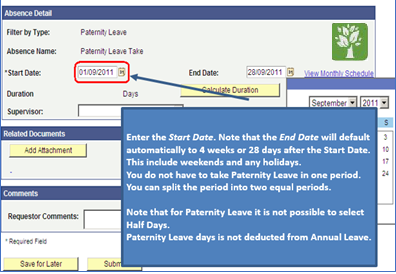 Absence Detail
Filter by Type: Paternity Leave
Absence Name: Paternity Leave Take
*Start Date: 01/09/2011 End Date: 28/09/2011 View Monthly Schedule
Duration Days Calculate Duration
Supervisor:
September 2011
S
3
10
17
24
Enter the Start Date. Note that the End Date will default
automatically to 4 weeks or 28 days after the Start Date.
This include weekends and any holidays.
You do not have to take Paternity Leave in one period.
You can split the period into two equal periods.
Note that for Paternity Leave it is not possible to select
Half Days.
Paternity Leave days is not deducted from Annual Leave.
Related Documents
Add Attachment
Comments
Requestor Comments:
* Required Field
Save for Later